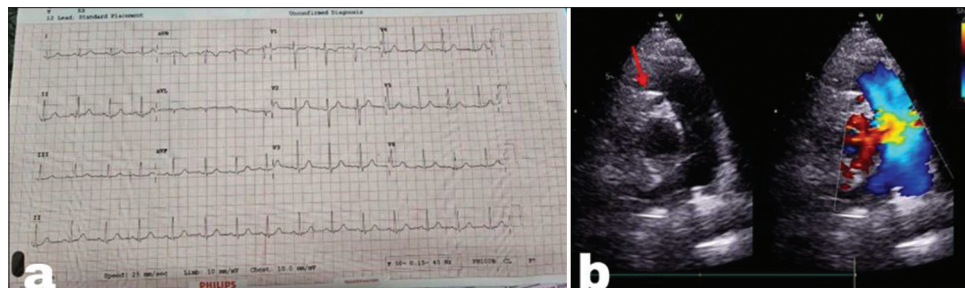 12 Lead: Standard Placement
Unconfirmed Diagnosis
I
aVR
V1
V4
II
aVL
V2
V5
III
aVF
V3
V6
II
Speed: 25 mm/sec Limb: 10 mm/mV Chest: 10.0 mm/mV
PHILIPS
a
V
V
b